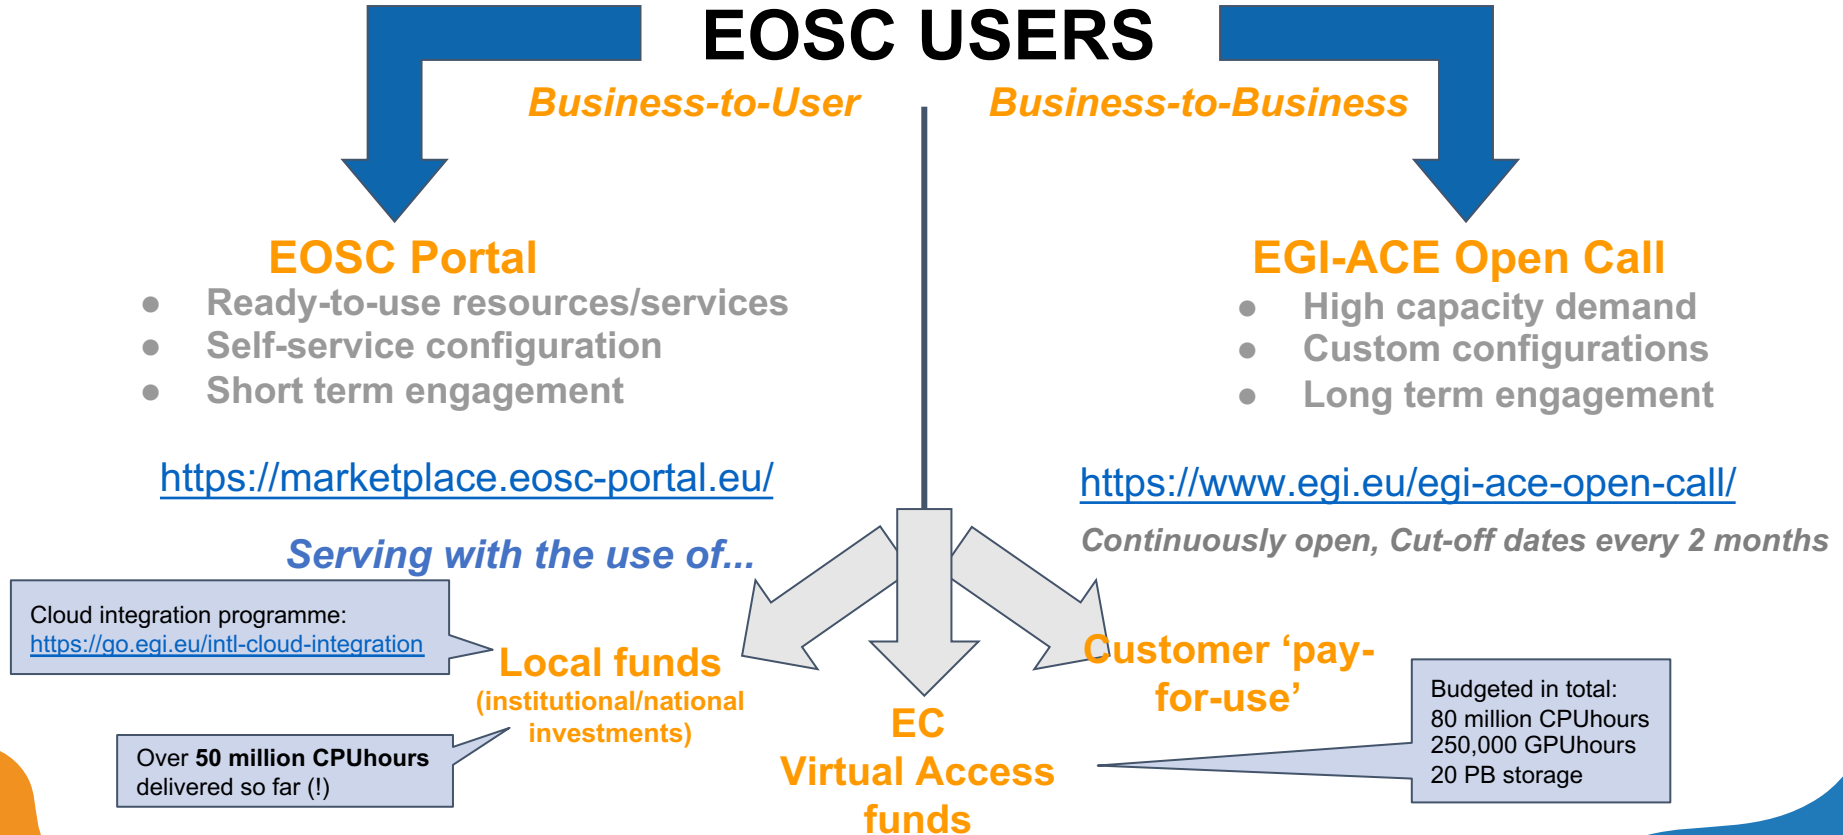 EOSC USERS
Business-to-User
Business-to-Business
EOSC Portal
● Ready-to-use resources/services
● Self-service configuration
● Short term engagement
https://marketplace.eosc-portal.eu/
EGI-ACE Open Call
● High capacity demand
● Custom configurations
● Long term engagement
https://www.egi.eu/egi-ace-open-call/
Continuously open, Cut-off dates every 2 months
Serving with the use of...
Cloud integration programme:
https://go.egi.eu/intl-cloud-integration
Local funds
(institutional/national
investments)
Over 50 million CPUhours
delivered so far (!)
EC
Virtual Access
funds
Customer ‘pay-
for-use’
Budgeted in total:
80 million CPUhours
250,000 GPUhours
20 PB storage